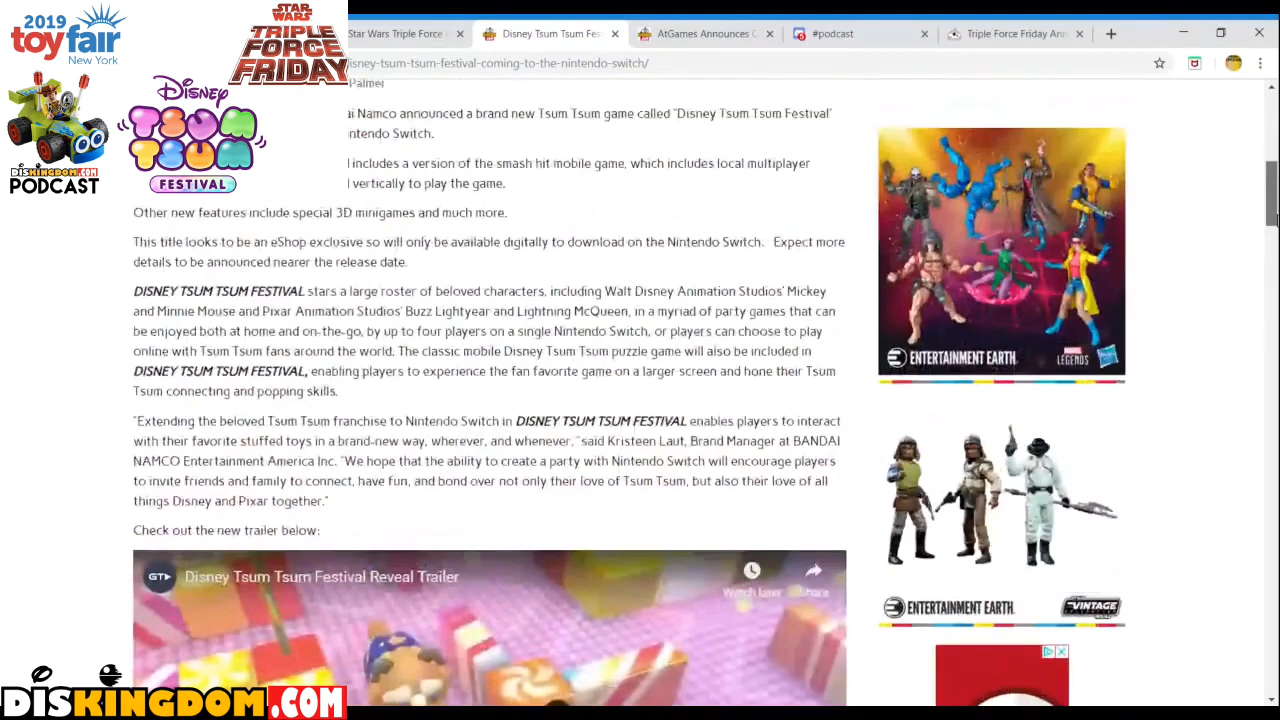 2019
toyfair
New York
STAR WARS
TRIPLE
FORCE
FRIDAY
DISKINGDOM.COM
PODCAST
Disney
TSUM
TSUM
FESTIVAL
Star Wars Triple Force
Disney Tsum Tsum Fes
AtGames Announces
#podcast
Triple Force Friday Ann
disney-tsum-tsum-festival-coming-to-the-nintendo-switch/
Palmer
ai Namco announced a brand new Tsum Tsum game called "Disney Tsum Tsum Festival"
intendo Switch.
includes a version of the smash hit mobile game, which includes local multiplayer
vertically to play the game.
Other new features include special 3D minigames and much more.
This title looks to be an eShop exclusive so will only be available digitally to download on the Nintendo Switch. Expect more
details to be announced nearer the release date.
DISNEY TSUM TSUM FESTIVAL stars a large roster of beloved characters, including Walt Disney Animation Studios' Mickey
and Minnie Mouse and Pixar Animation Studios' Buzz Lightyear and Lightning McQueen, in a myriad of party games that can
be enjoyed both at home and on-the-go, by up to four players on a single Nintendo Switch, or players can choose to play
online with Tsum Tsum fans around the world. The classic mobile Disney Tsum Tsum puzzle game will also be included in
DISNEY TSUM TSUM FESTIVAL, enabling players to experience the fan favorite game on a larger screen and hone their Tsum
Tsum connecting and popping skills.
"Extending the beloved Tsum Tsum franchise to Nintendo Switch in DISNEY TSUM TSUM FESTIVAL enables players to interact
with their favorite stuffed toys in a brand-new way, wherever, and whenever, "said Kristeen Laut, Brand Manager at BANDAI
NAMCO Entertainment America Inc. "We hope that the ability to create a party with Nintendo Switch will encourage players
to invite friends and family to connect, have fun, and bond over not only their love of Tsum Tsum, but also their love of all
things Disney and Pixar together."
Check out the new trailer below:
GT
Disney Tsum Tsum Festival Reveal Trailer
Watch later
Share
ENTERTAINMENT EARTH
MARVEL
LEGENDS
Hasbro
ENTERTAINMENT EARTH
VINTAGE
DISKINGDOM.COM